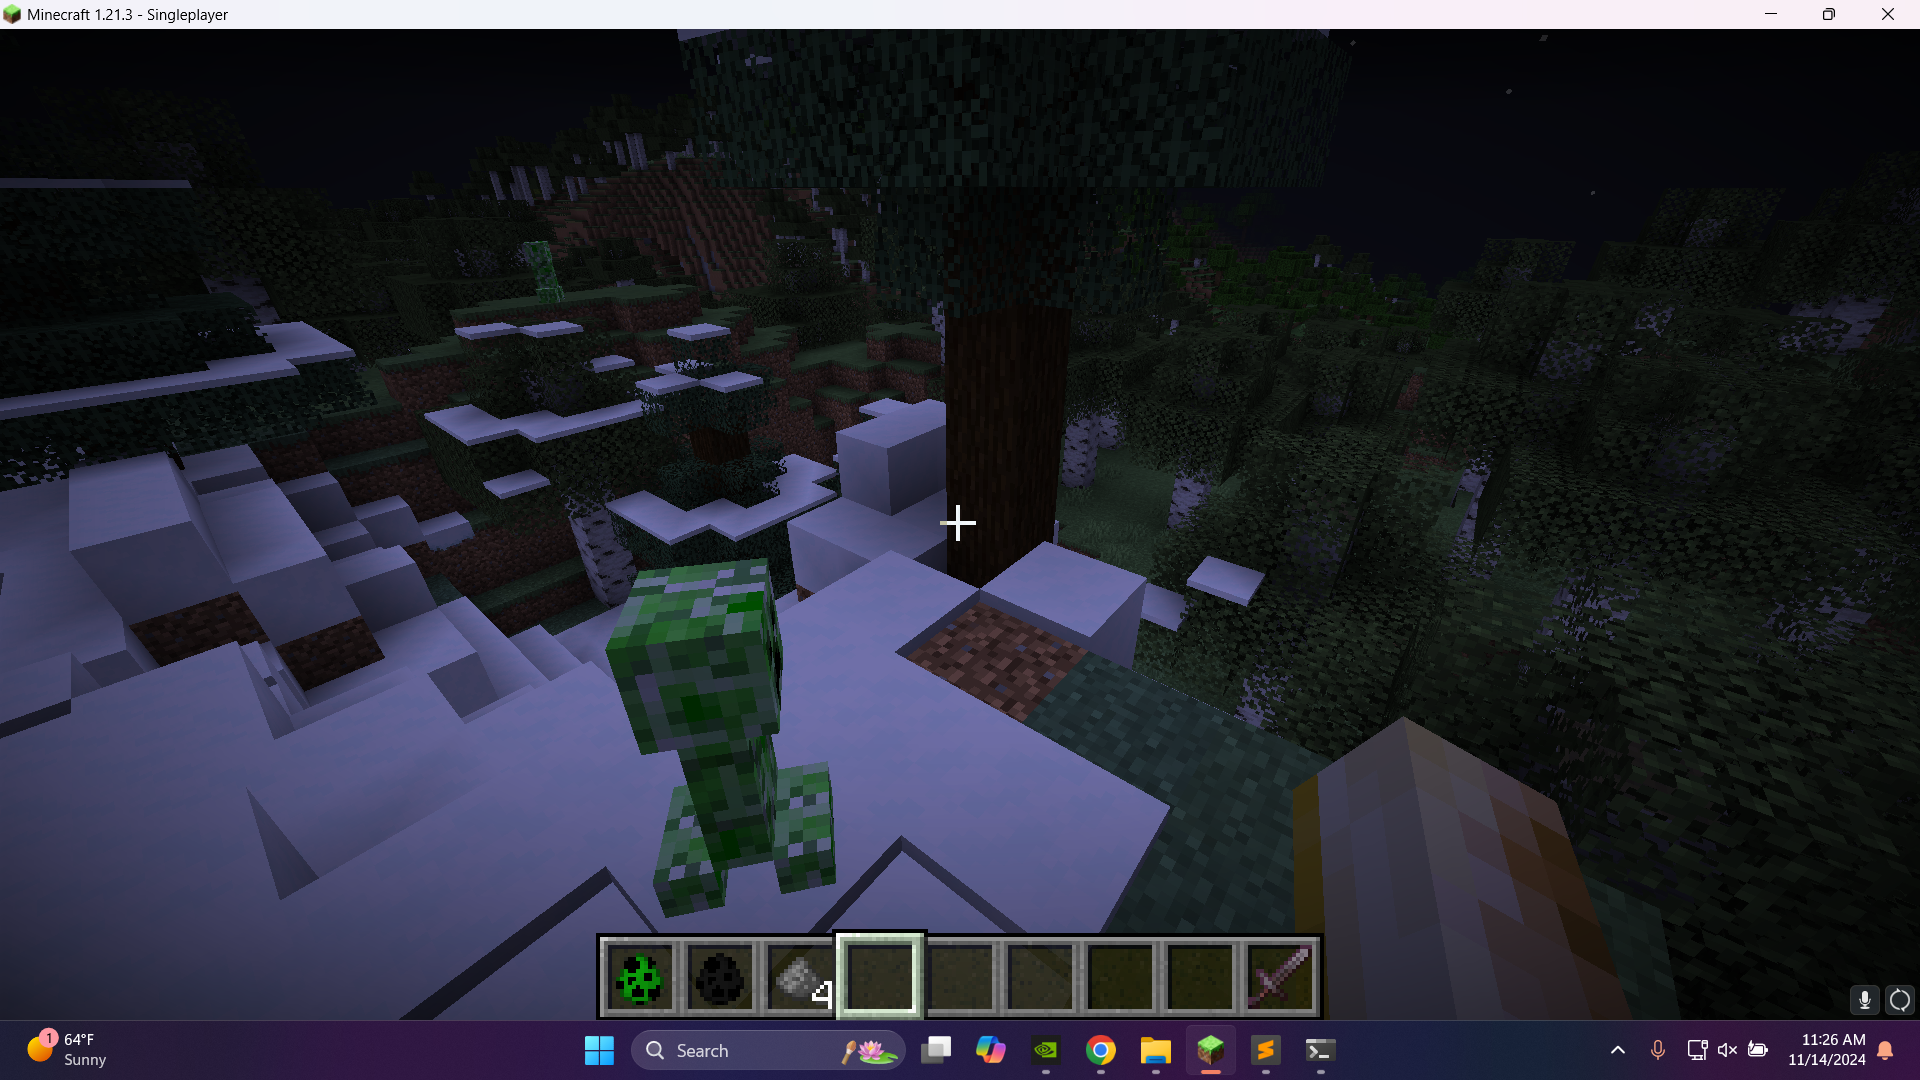 Minecraft 1.21.3 - Singleplayer
4
1
64°F
Sunny
Search
11:26 AM
11/14/2024